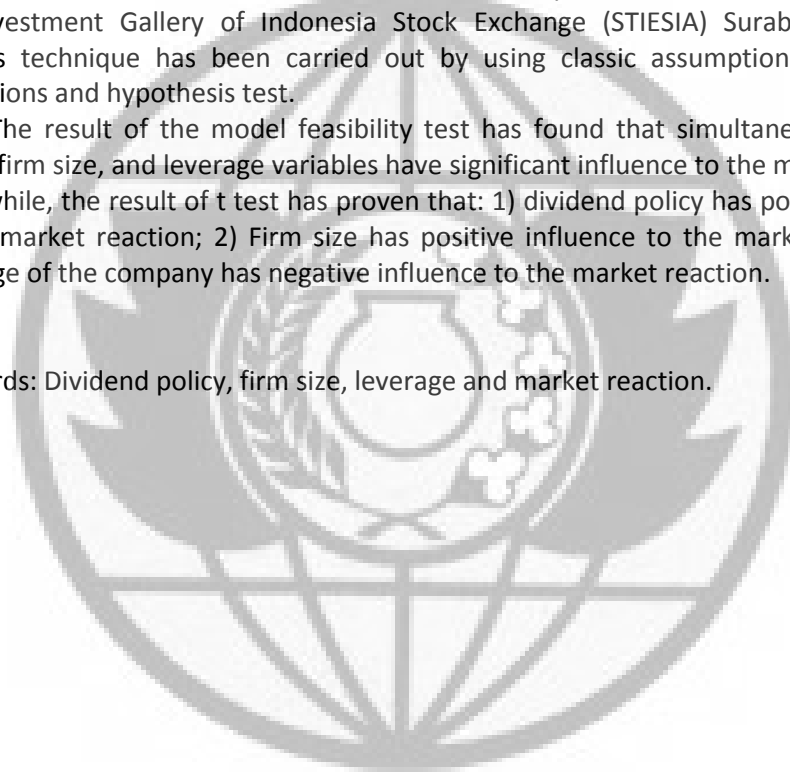 vestment Gallery of Indonesia Stock Exchange (STIESIA) Surab
s technique has been carried out by using classic assumption
ions and hypothesis test.
The result of the model feasibility test has found that simultane
firm size, and leverage variables have significant influence to the m
while, the result of t test has proven that: 1) dividend policy has po
market reaction; 2) Firm size has positive influence to the mark
ge of the company has negative influence to the market reaction.
rds: Dividend policy, firm size, leverage and market reaction.